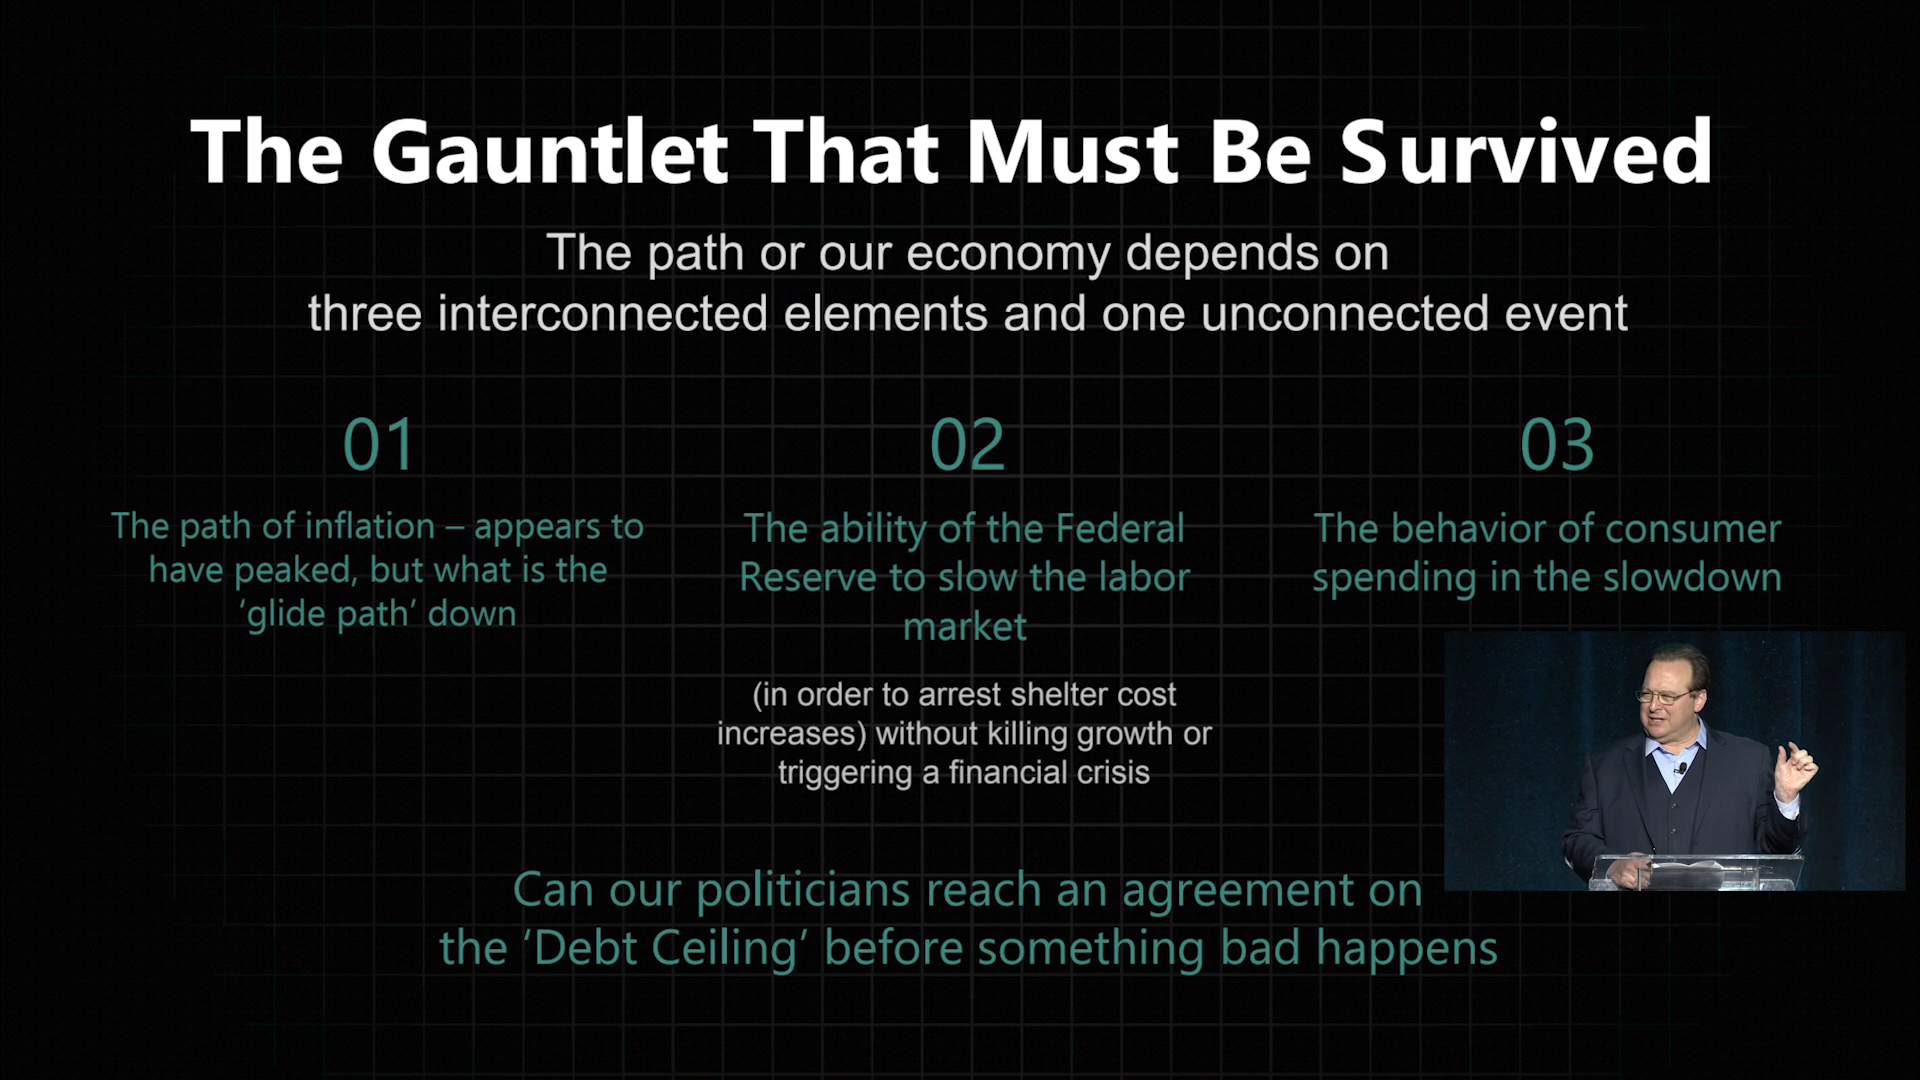 The Gauntlet That Must Be Survived
The path or our economy depends on
three interconnected elements and one unconnected event
01
The path of inflation – appears to
have peaked, but what is the
‘glide path’ down
02
The ability of the Federal
Reserve to slow the labor
market
(in order to arrest shelter cost
increases) without killing growth or
triggering a financial crisis
03
The behavior of consumer
spending in the slowdown
Can our politicians reach an agreement on
the ‘Debt Ceiling’ before something bad happens